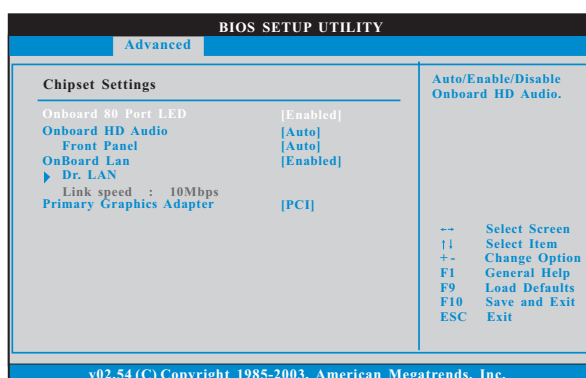 BIOS SETUP UTILITY
Advanced
Chipset Settings
Onboard 80 Port LED [Enabled]
Onboard HD Audio [Auto]
Front Panel [Auto]
OnBoard Lan [Enabled]
Dr. LAN
Link speed : 10Mbps
Primary Graphics Adapter [PCI]
Auto/Enable/Disable
Onboard HD Audio.
←→ Select Screen
↑↓ Select Item
+ - Change Option
F1 General Help
F9 Load Defaults
F10 Save and Exit
ESC Exit
v02.54 (C) Copyright 1985-2003, American Megatrends, Inc.